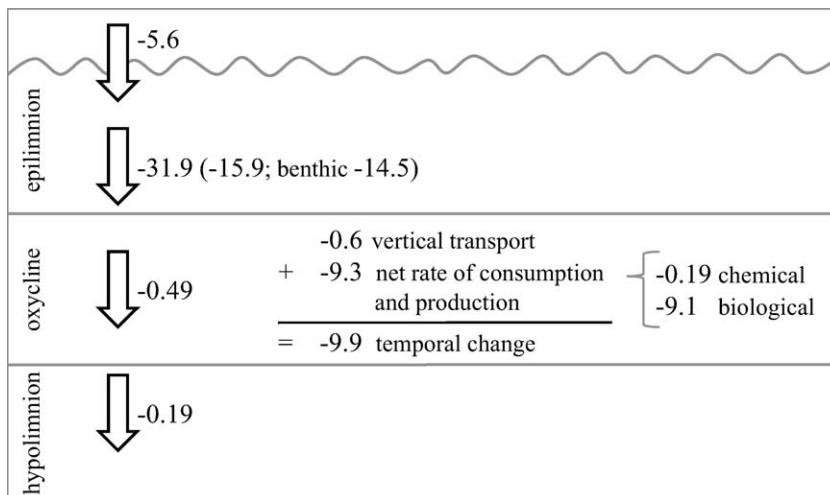 -5.6
epilimnion
-31.9 (-15.9; benthic -14.5)
oxycline
-0.49
-0.6 vertical transport
+ -9.3 net rate of consumption
and production
= -9.9 temporal change
-0.19 chemical
-9.1 biological
hypolimnion
-0.19